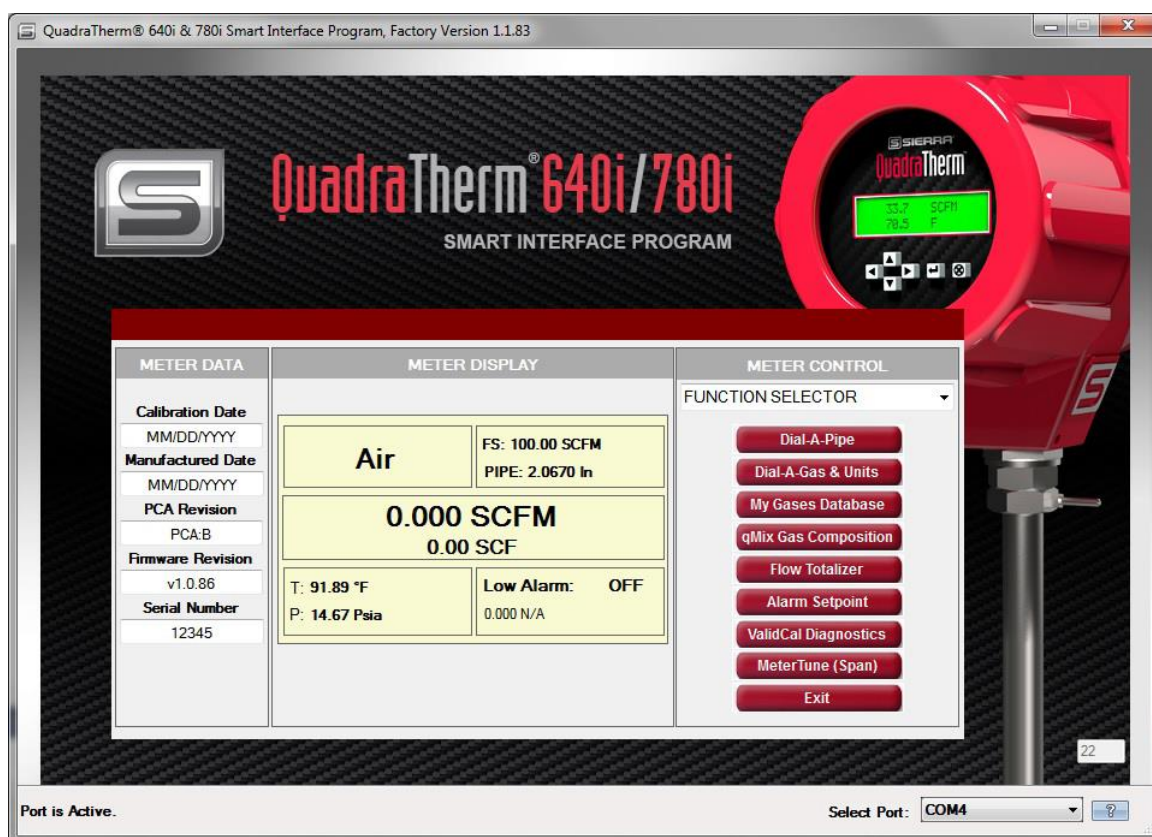 QuadraTherm® 640i & 780i Smart Interface Program, Factory Version 1.1.83
QuadraTherm® 640i/780i
SMART INTERFACE PROGRAM
SIERRA
QuadraTherm
33.7 SCFM
70.5 F
METER DATA
Calibration Date
MM/DD/YYYY
Manufactured Date
MM/DD/YYYY
PCA Revision
PCA:B
Firmware Revision
v1.0.86
Serial Number
12345
METER DISPLAY
Air
FS: 100.00 SCFM
PIPE: 2.0670 In
0.000 SCFM
0.00 SCF
T: 91.89 °F
P: 14.67 Psia
Low Alarm: OFF
0.000 N/A
METER CONTROL
FUNCTION SELECTOR
Dial-A-Pipe
Dial-A-Gas & Units
My Gases Database
qMix Gas Composition
Flow Totalizer
Alarm Setpoint
ValidCal Diagnostics
MeterTune (Span)
Exit
22
Port is Active.
Select Port: COM4
?